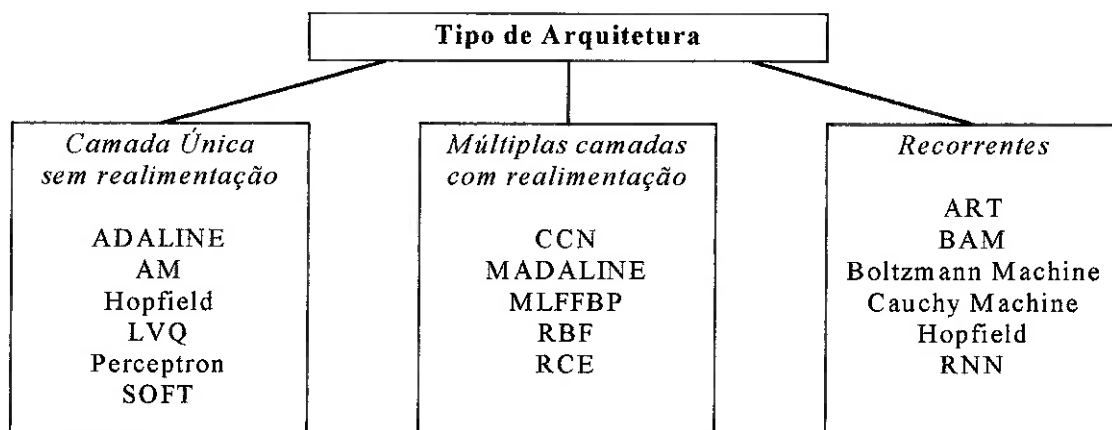 Tipo de Arquitetura
Camada Única
sem realimentação
ADALINE
AM
Hopfield
LVQ
Perceptron
SOFT
Múltiplas camadas
com realimentação
CCN
MADALINE
MLFFBP
RBF
RCE
Recorrentes
ART
BAM
Boltzmann Machine
Cauchy Machine
Hopfield
RNN